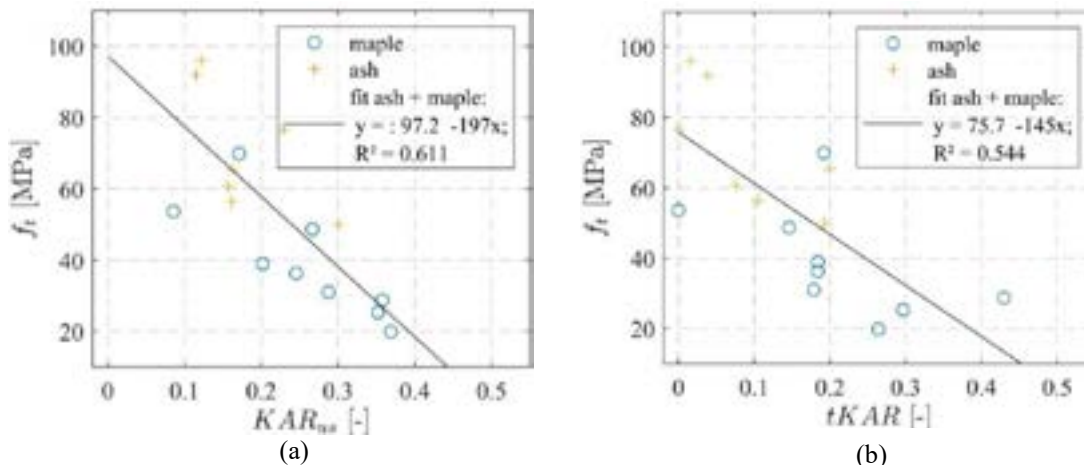 100
80
60
40
20
f_t [MPa]
maple
ash
fit ash + maple:
y = : 97.2 -197x;
R² = 0.611
0 0.1 0.2 0.3 0.4 0.5
[-]
(a)
100
80
60
40
20
f_t [MPa]
maple
ash
fit ash + maple:
y = 75.7 -145x;
R² = 0.544
0 0.1 0.2 0.3 0.4 0.5
tKAR [-]
(b)